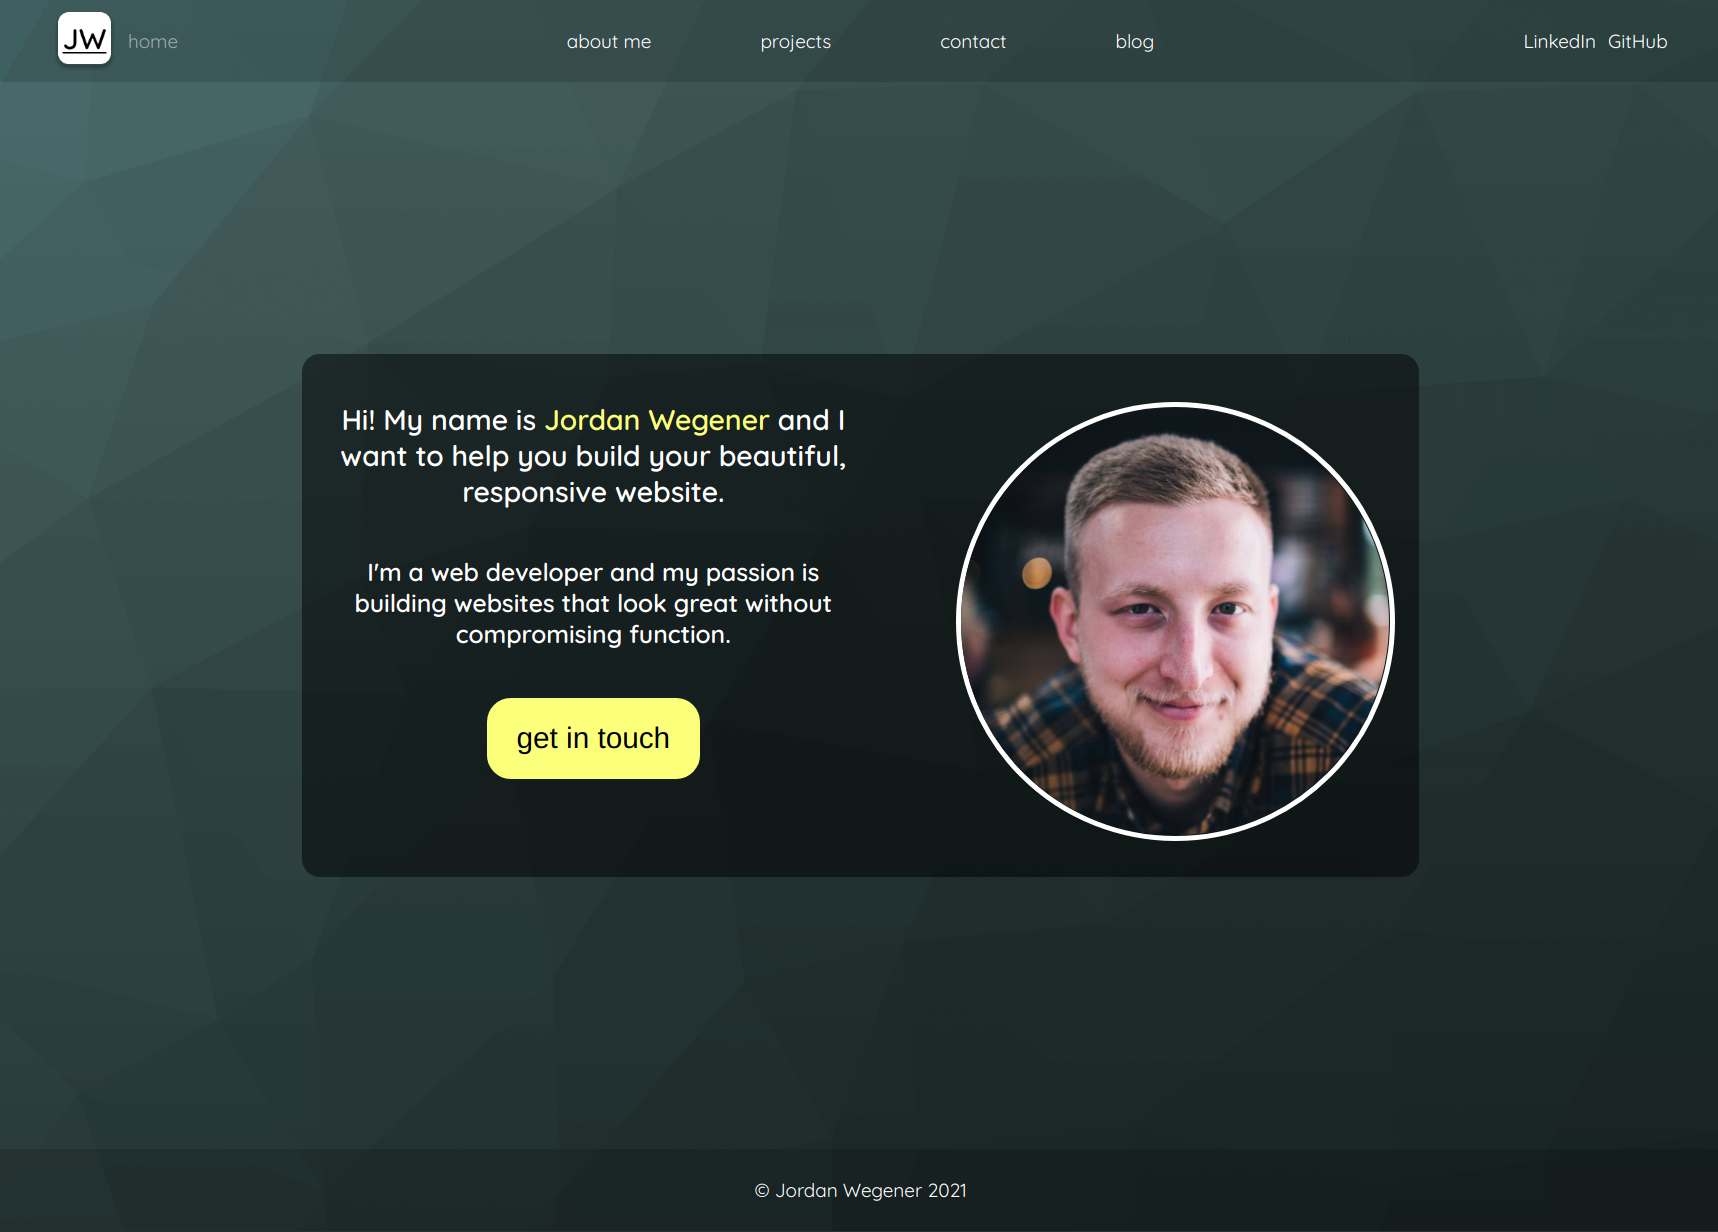 JW home about me projects contact blog LinkedIn GitHub
Hi! My name is Jordan Wegener and I
want to help you build your beautiful,
responsive website.
I'm a web developer and my passion is
building websites that look great without
compromising function.
get in touch
© Jordan Wegener 2021